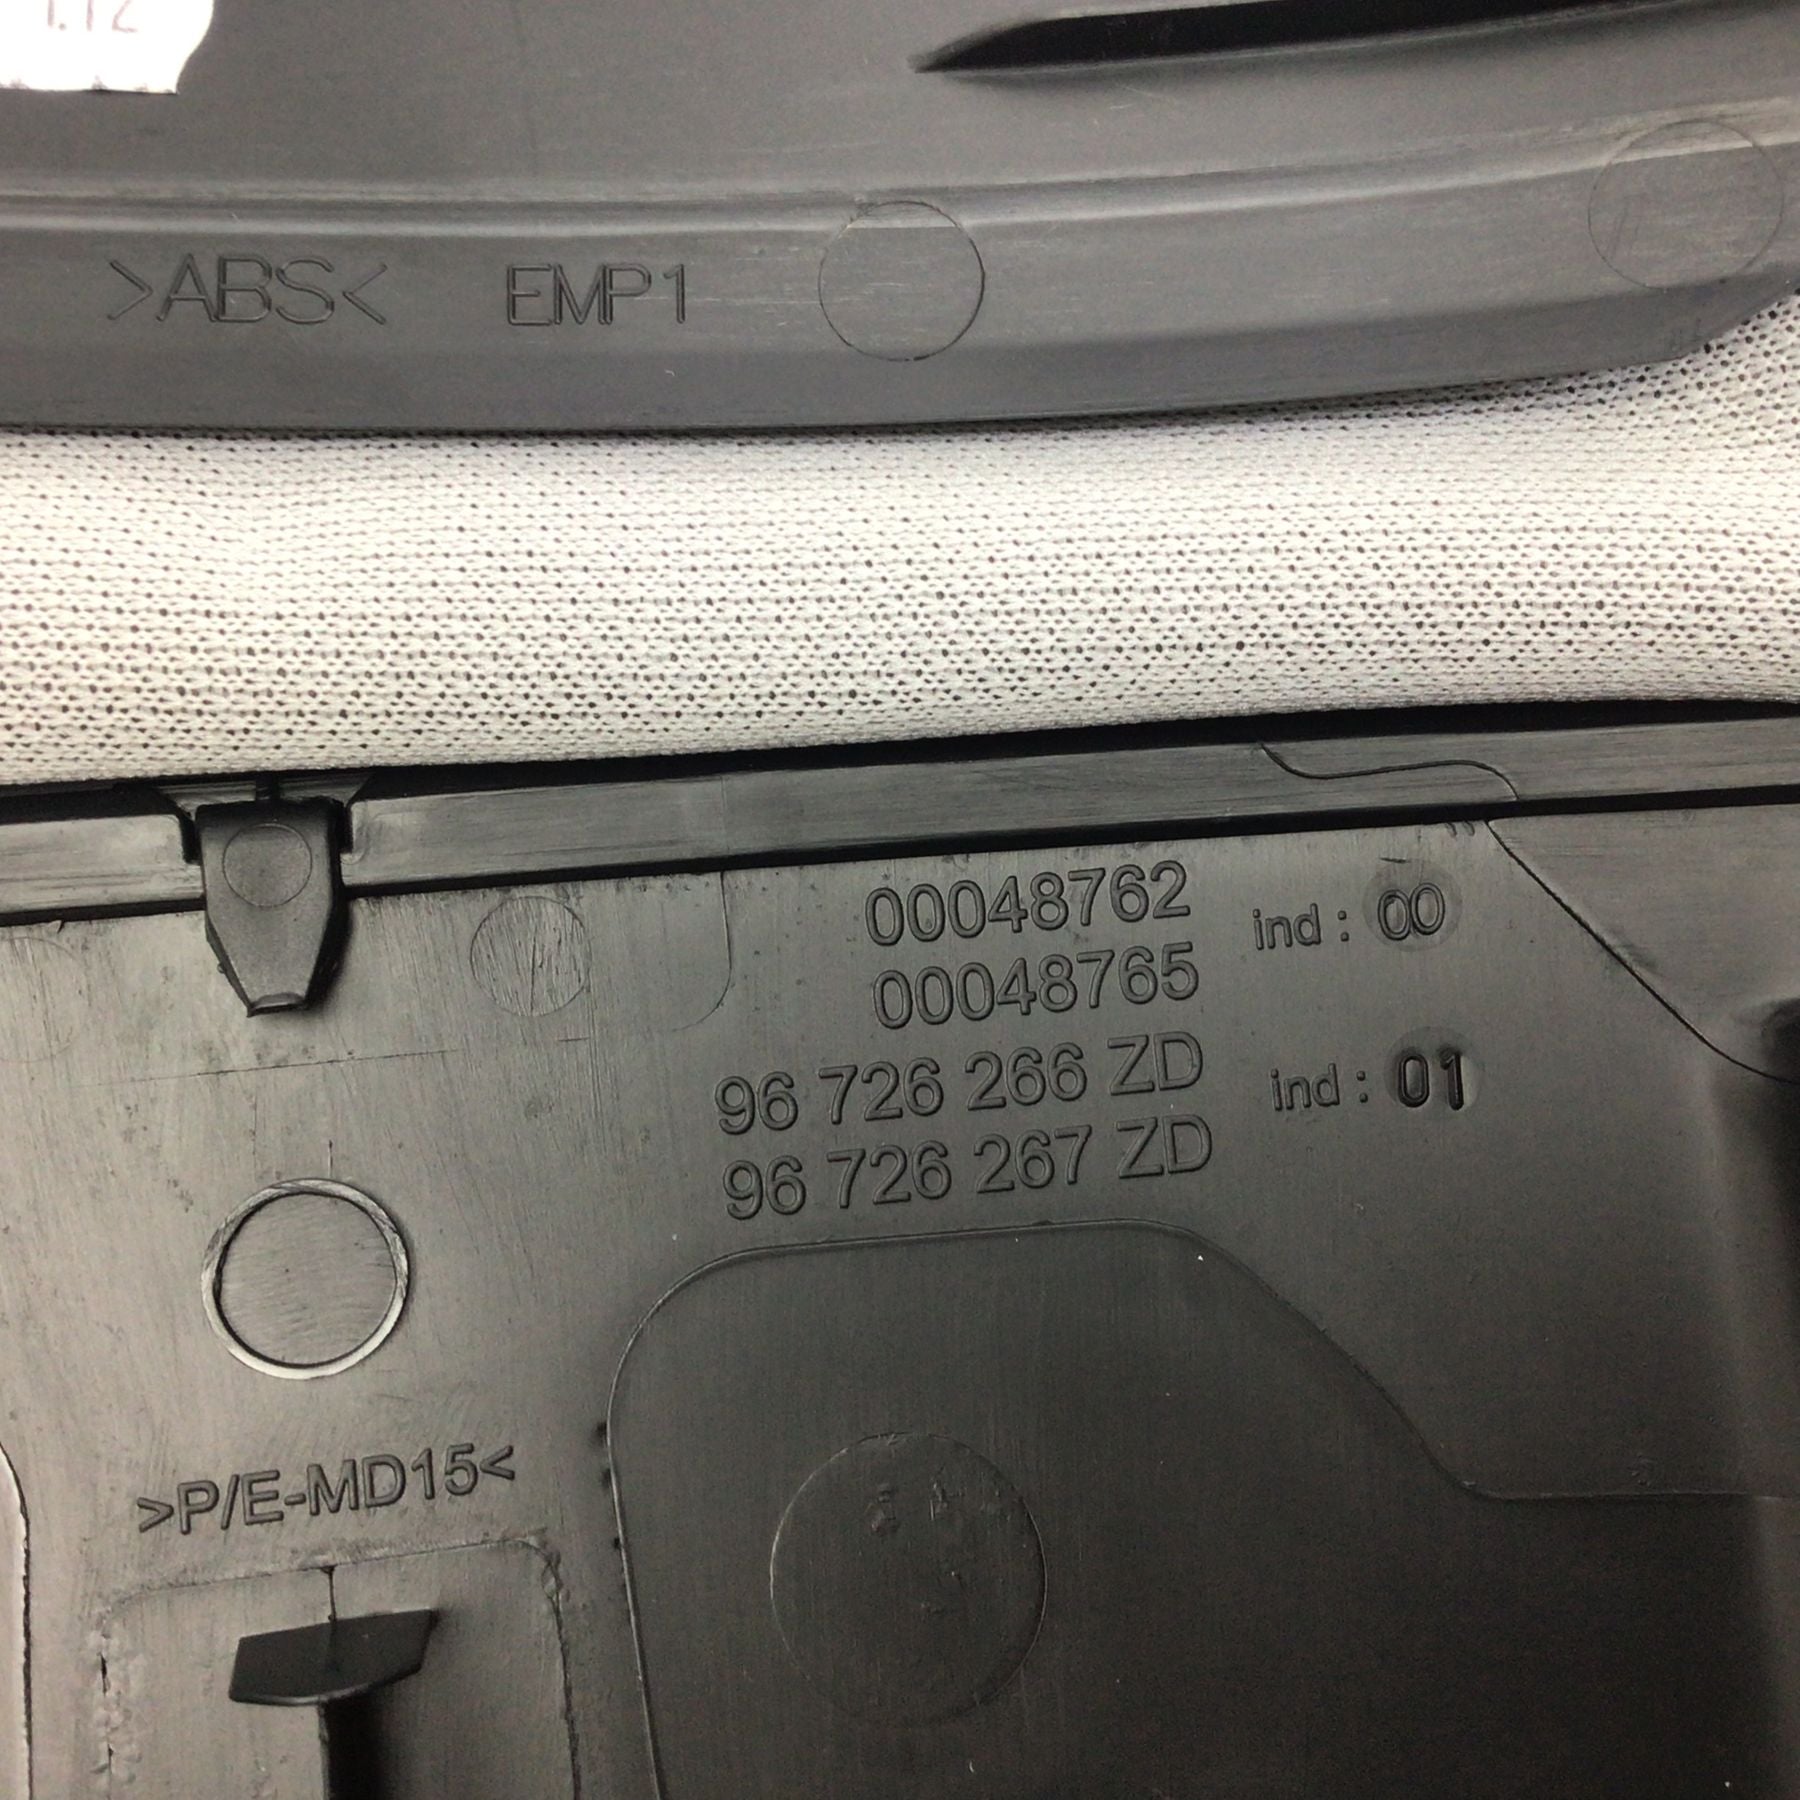 >ABS< EMP1
00048762 ind : 00
00048765
96 726 266 ZD ind : 01
96 726 267 ZD
>P/E-MD15<